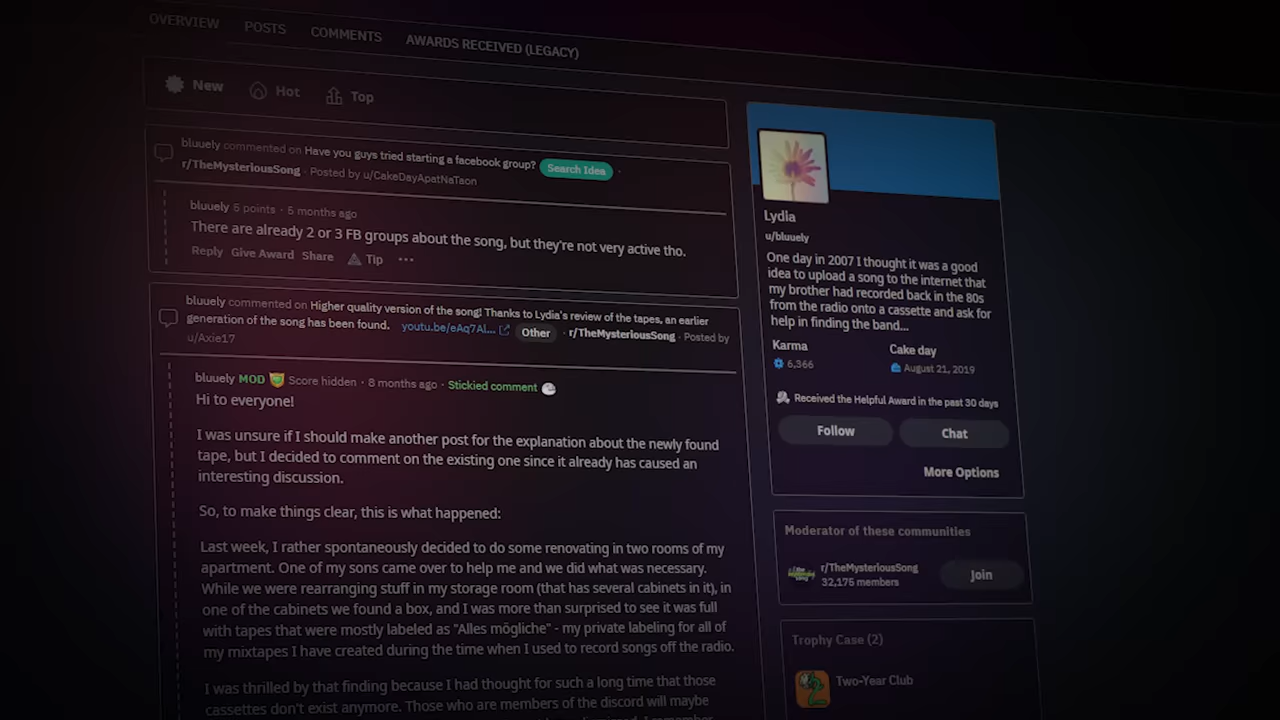 OVERVIEW POSTS COMMENTS AWARDS RECEIVED (LEGACY)
New Hot Top
bluuely commented on Have you guys tried starting a facebook group? Search Idea ·
r/TheMysteriousSong · Posted by u/CakeDayApatNaTaon
bluuely 5 points · 5 months ago
There are already 2 or 3 FB groups about the song, but they're not very active tho.
Reply Give Award Share Tip ···
bluuely commented on Higher quality version of the song! Thanks to Lydia's review of the tapes, an earlier
generation of the song has been found. youtu.be/eAq7Al... Other · r/TheMysteriousSong · Posted by
u/Axie17
bluuely MOD Score hidden · 8 months ago · Stickied comment
Hi to everyone!
I was unsure if I should make another post for the explanation about the newly found
tape, but I decided to comment on the existing one since it already has caused an
interesting discussion.
So, to make things clear, this is what happened:
Last week, I rather spontaneously decided to do some renovating in two rooms of my
apartment. One of my sons came over to help me and we did what was necessary.
While we were rearranging stuff in my storage room (that has several cabinets in it), in
one of the cabinets we found a box, and I was more than surprised to see it was full
with tapes that were mostly labeled as "Alles mögliche" - my private labeling for all of
my mixtapes I have created during the time when I used to record songs off the radio.
I was thrilled by that finding because I had thought for such a long time that those
cassettes don't exist anymore. Those who are members of the discord will maybe
Lydia
u/bluuely
One day in 2007 I thought it was a good
idea to upload a song to the internet that
my brother had recorded back in the 80s
from the radio onto a cassette and ask for
help in finding the band...
Karma Cake day
6,366 August 21, 2019
Received the Helpful Award in the past 30 days
Follow Chat
More Options
Moderator of these communities
r/TheMysteriousSong
32,175 members
Join
Trophy Case (2)
Two-Year Club